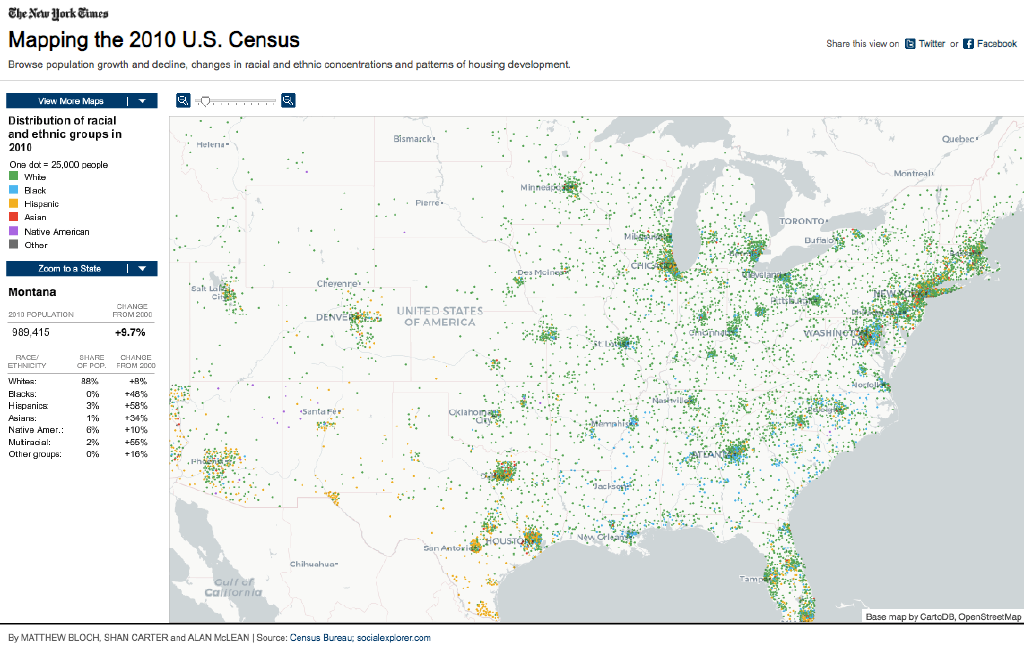 The New York Times
Mapping the 2010 U.S. Census
Browse population growth and decline, changes in racial and ethnic concentrations and patterns of housing development.
Share this view on Twitter or Facebook
View More Maps
Distribution of racial
and ethnic groups in
2010
One dot = 25,000 people
White
Black
Hispanic
Asian
Native American
Other
Zoom to a State
Montana
2010 POPULATION CHANGE FROM 2000
989,415 +9.7%
RACE/ETHNICITY SHARE OF POP. CHANGE FROM 2000
Whites: 88% +8%
Blacks: 0% +48%
Hispanics: 3% +58%
Asians: 1% +34%
Native Amer.: 6% +10%
Multiracial: 2% +55%
Other groups: 0% +16%
Helena
Bismarck
Quebec
Montreal
Minneapolis
Pierre
TORONTO
Buffalo
CHICAGO
Cleveland
Des Moines
Salt Lake
City
Cheyenne
DENVER
UNITED STATES
OF AMERICA
Pittsburgh
NEW YORK
WASHINGTON
St. Louis
Norfolk
Nashville
Santa Fe
Oklahoma
City
Memphis
Phoenix
ATLANTA
Jackson
San Antonio
HOUSTON
New Orleans
Chihuahua
Tampa
Gulf of
California
Base map by CartoDB, OpenStreetMap
By MATTHEW BLOCH, SHAN CARTER and ALAN McLEAN | Source: Census Bureau; socialexplorer.com